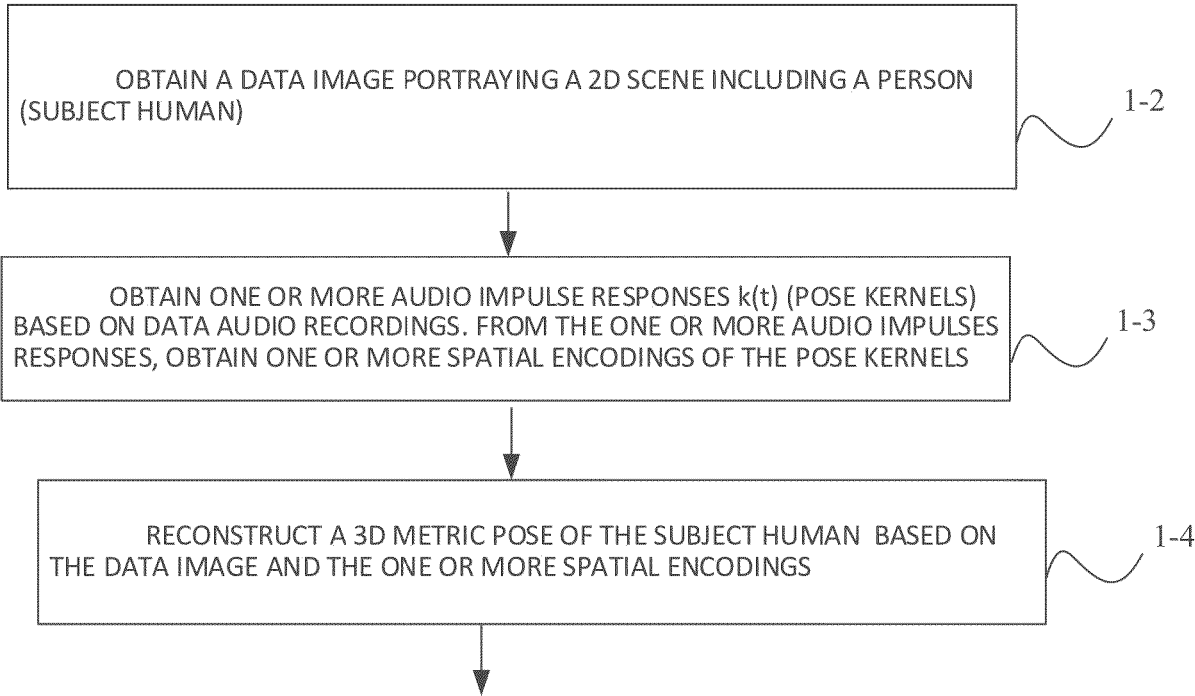 OBTAIN A DATA IMAGE PORTRAYING A 2D SCENE INCLUDING A PERSON
(SUBJECT HUMAN)
1-2
OBTAIN ONE OR MORE AUDIO IMPULSE RESPONSES k(t) (POSE KERNELS)
BASED ON DATA AUDIO RECORDINGS. FROM THE ONE OR MORE AUDIO IMPULSES
RESPONSES, OBTAIN ONE OR MORE SPATIAL ENCODINGS OF THE POSE KERNELS
1-3
RECONSTRUCT A 3D METRIC POSE OF THE SUBJECT HUMAN BASED ON
THE DATA IMAGE AND THE ONE OR MORE SPATIAL ENCODINGS
1-4